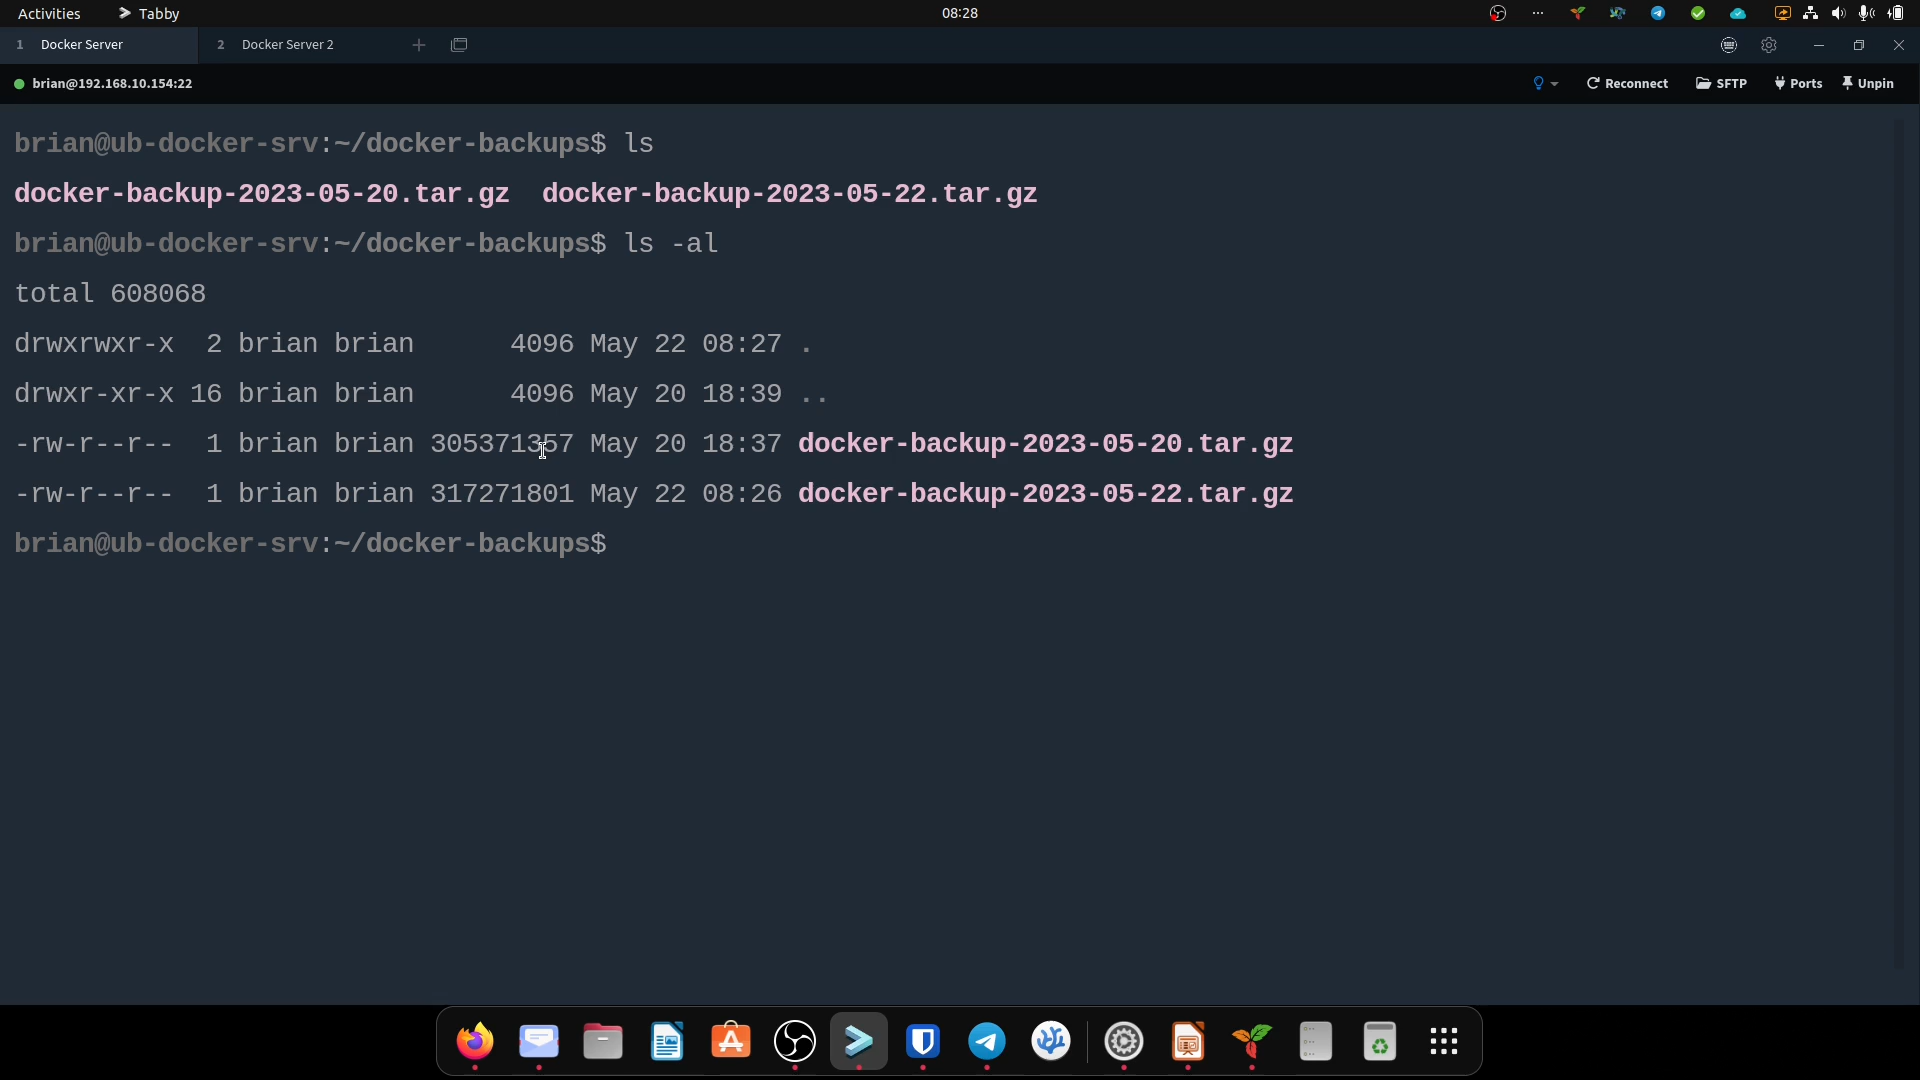 Activities Tabby 08:28
1 Docker Server 2 Docker Server 2
brian@192.168.10.154:22 Reconnect SFTP Ports Unpin
brian@ub-docker-srv:~/docker-backups$ ls
docker-backup-2023-05-20.tar.gz docker-backup-2023-05-22.tar.gz
brian@ub-docker-srv:~/docker-backups$ ls -al
total 608068
drwxrwxr-x 2 brian brian 4096 May 22 08:27 .
drwxr-xr-x 16 brian brian 4096 May 20 18:39 ..
-rw-r--r-- 1 brian brian 305371357 May 20 18:37 docker-backup-2023-05-20.tar.gz
-rw-r--r-- 1 brian brian 317271801 May 22 08:26 docker-backup-2023-05-22.tar.gz
brian@ub-docker-srv:~/docker-backups$